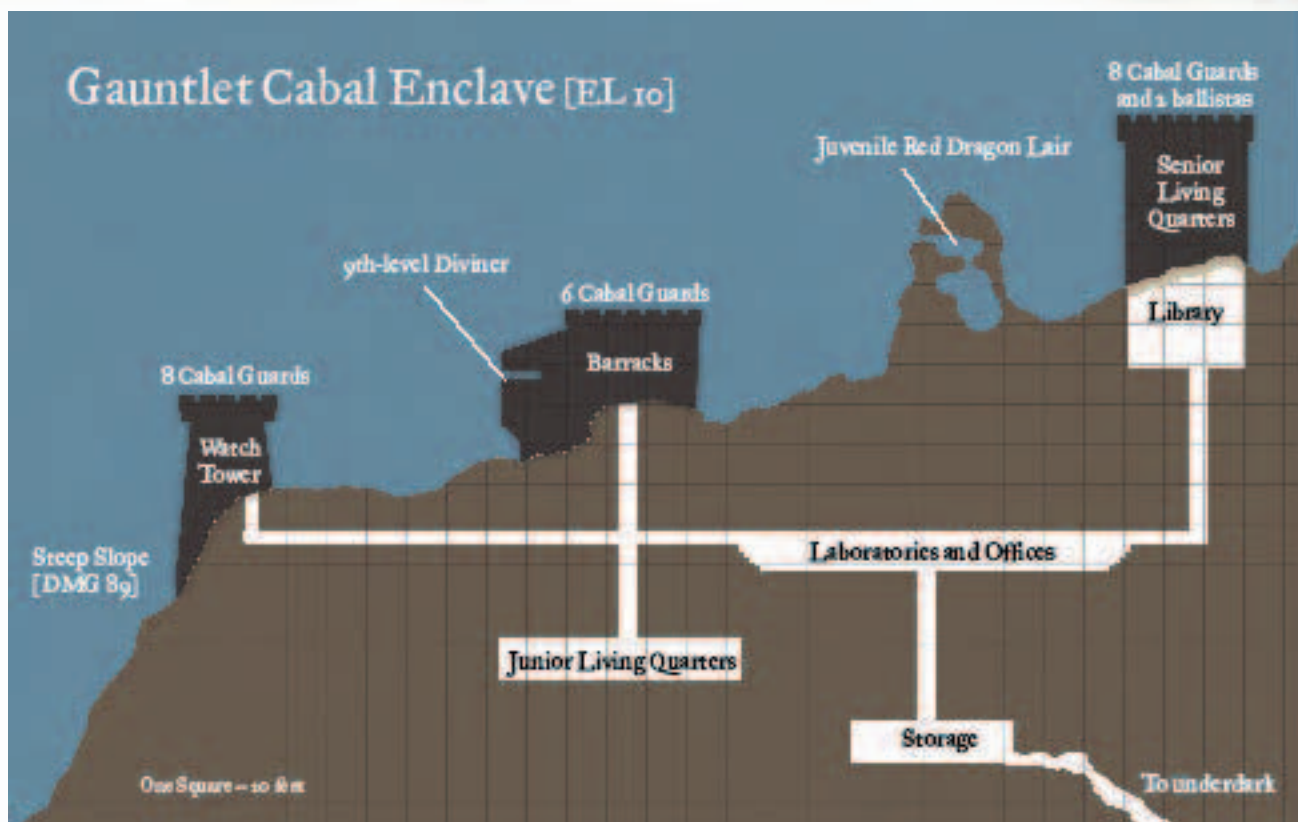 Gauntlet Cabal Enclave [EL 10]
8 Cabal Guards
and 2 ballistas
Juvenile Red Dragon Lair
Senior
Living
Quarters
9th-level Diviner
6 Cabal Guards
Library
Barracks
8 Cabal Guards
Watch
Tower
Steep Slope
[DMG 89]
Laboratories and Offices
Junior Living Quarters
Storage
One Square = 10 feet
To underdark